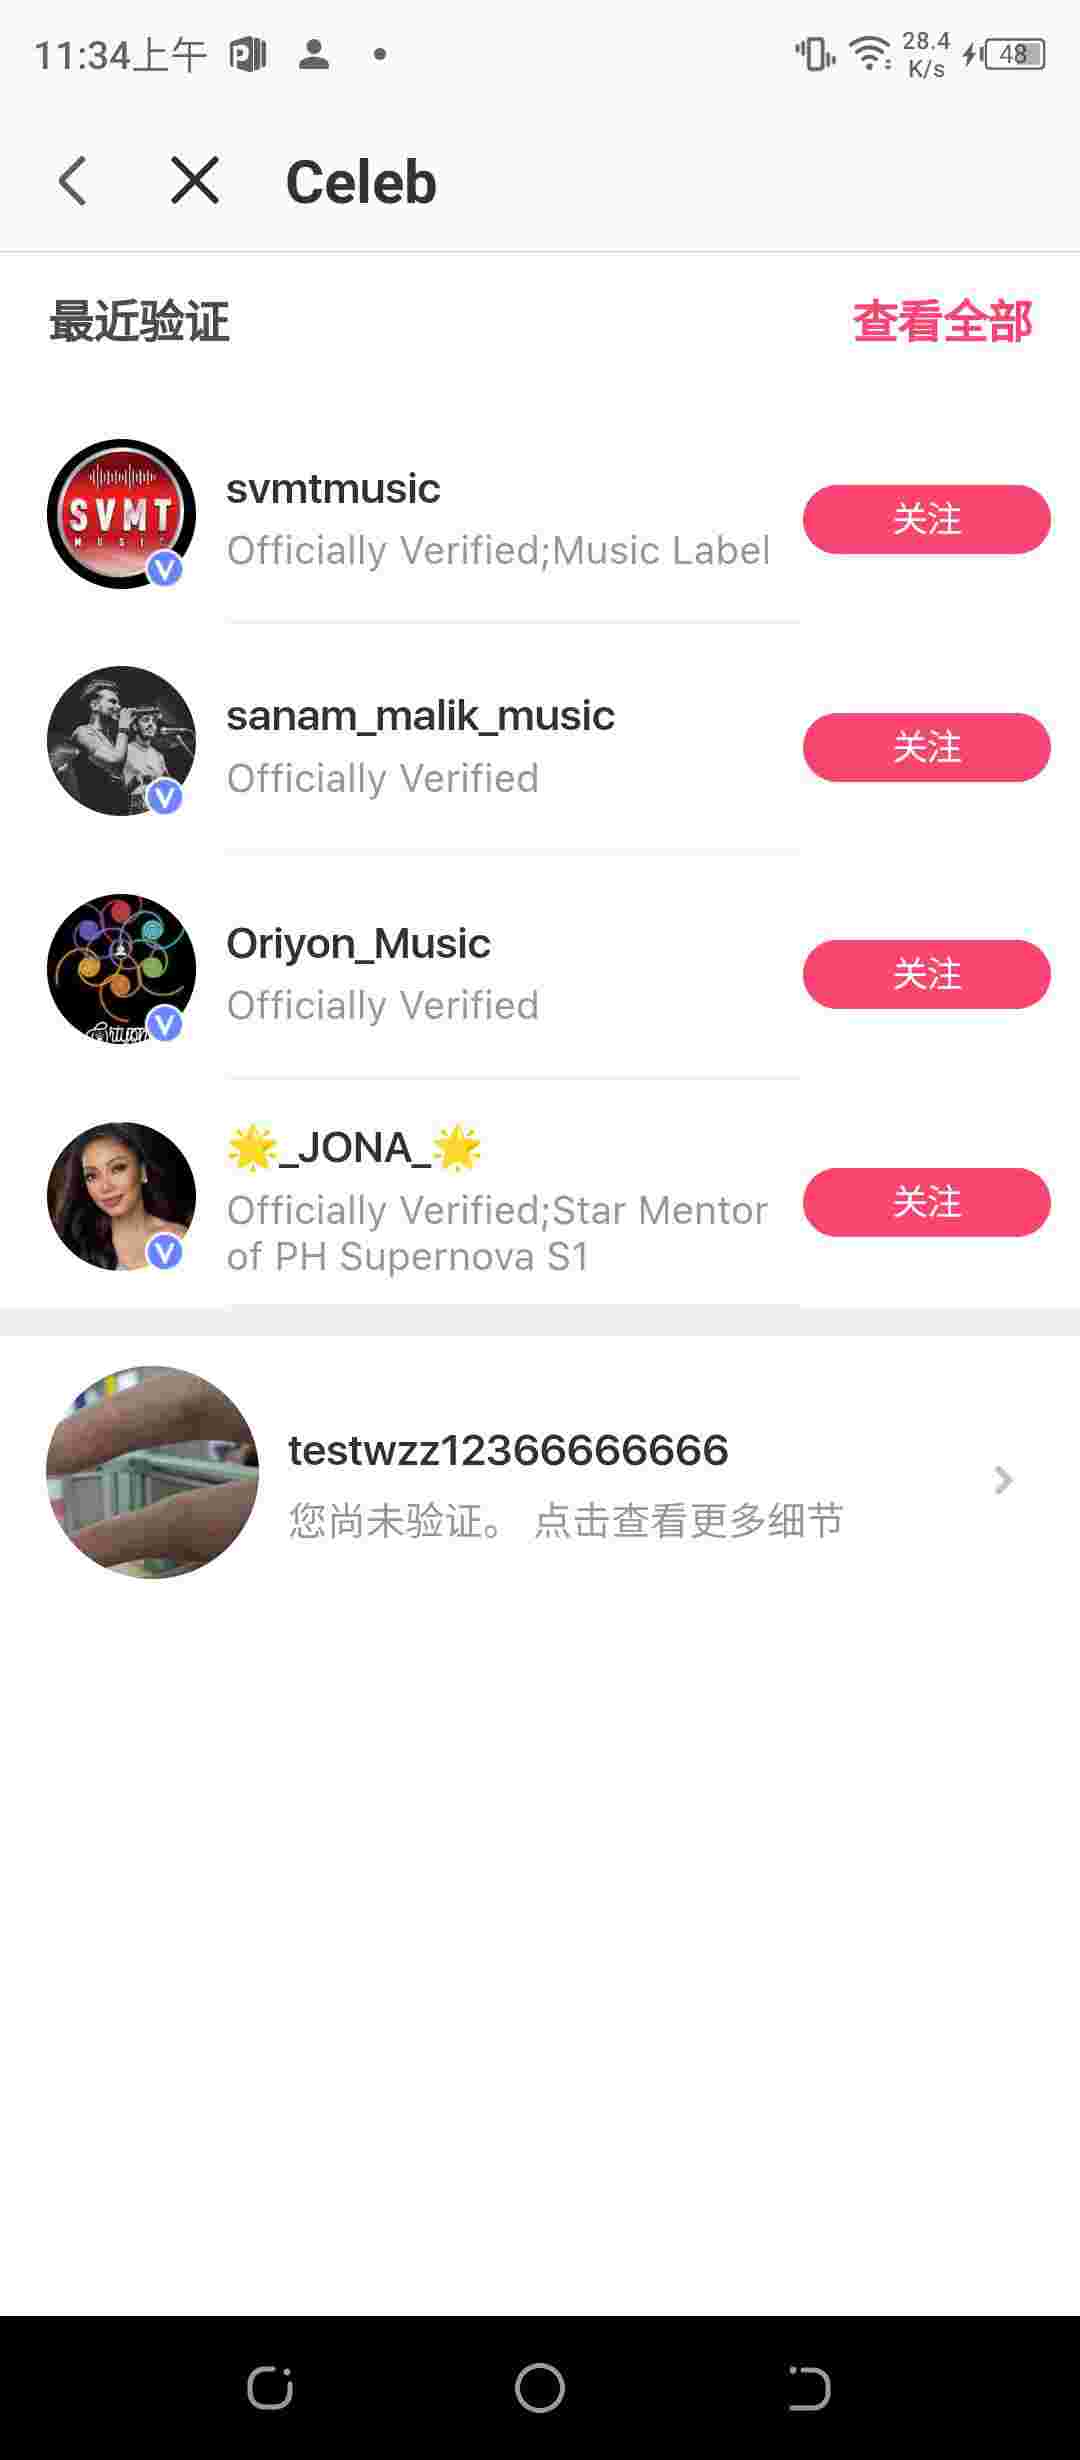 11:34上午
28.4
K/s
48
Celeb
最近验证
查看全部
SVMT
MUSIC
svmtmusic
Officially Verified;Music Label
关注
sanam_malik_music
Officially Verified
关注
Oriyon_Music
Officially Verified
关注
🌟_JONA_🌟
Officially Verified;Star Mentor
of PH Supernova S1
关注
testwzz12366666666
您尚未验证。 点击查看更多细节